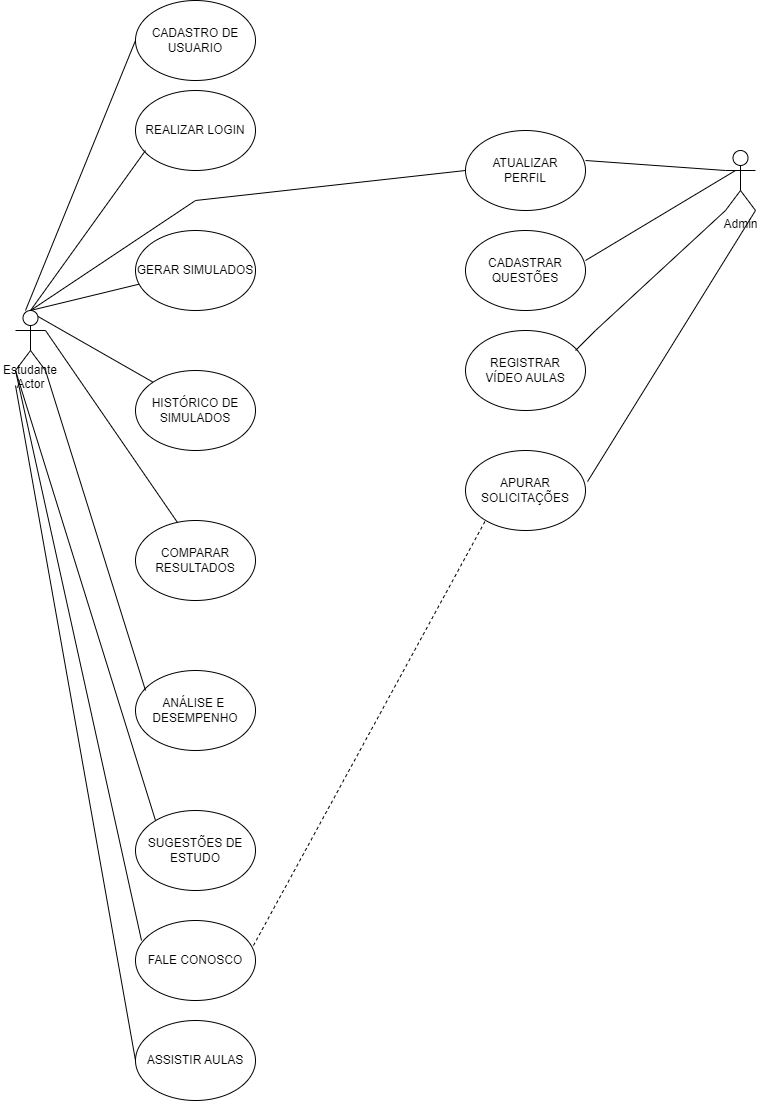 CADASTRO DE
USUARIO
REALIZAR LOGIN
ATUALIZAR
PERFIL
Admin
GERAR SIMULADOS
CADASTRAR
QUESTÕES
REGISTRAR
VÍDEO AULAS
Estudante
Actor
HISTÓRICO DE
SIMULADOS
APURAR
SOLICITAÇÕES
COMPARAR
RESULTADOS
ANÁLISE E
DESEMPENHO
SUGESTÕES DE
ESTUDO
FALE CONOSCO
ASSISTIR AULAS